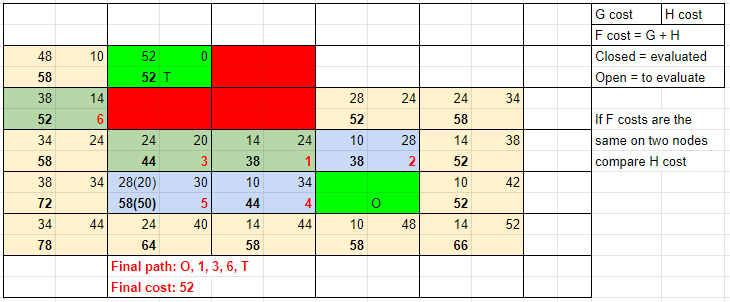 G cost H cost
F cost = G + H
48 10 52 0 Closed = evaluated
58 52 T Open = to evaluate
38 14 28 24 24 34
52 6 52 58 If F costs are the
34 24 24 20 14 24 10 28 14 38 same on two nodes
58 44 3 38 1 38 2 52 compare H cost
38 34 28(20) 30 10 34 10 42
72 58(50) 5 44 4 O 52
34 44 24 40 14 44 10 48 14 52
78 64 58 58 66
Final path: O, 1, 3, 6, T
Final cost: 52